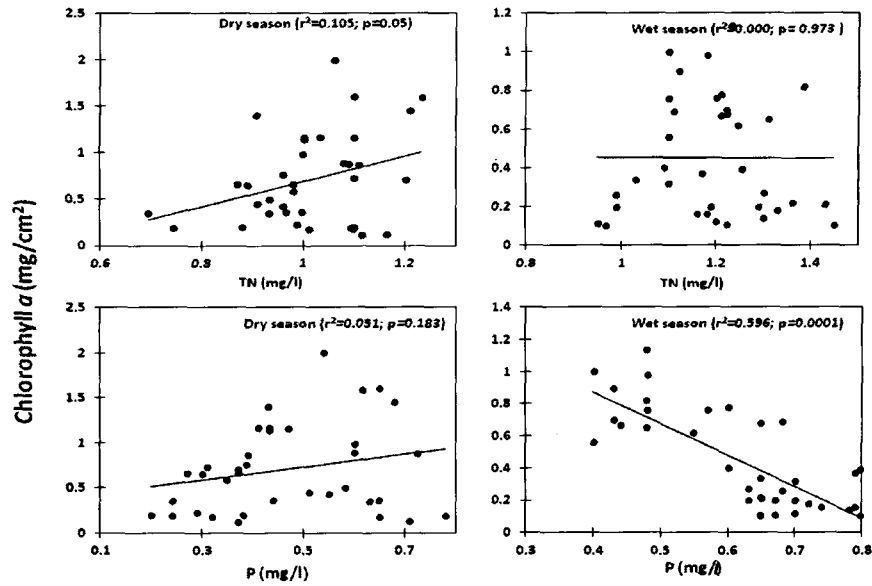 Chlorophyll a (mg/cm²)
Dry season (r²=0.105; p=0.05)
2.5
2
1.5
1
0.5
0
0.6 0.8 1 1.2
TN (mg/l)
Wet season (r²=0.000; p= 0.973 )
1.2
1
0.8
0.6
0.4
0.2
0
1 1.2 1.4
TN (mg/l)
Dry season (r²=0.051; p=0.183)
2.5
2
1.5
1
0.5
0
0.1 0.3 0.5 0.7
P (mg/l)
Wet season (r²=0.596; p=0.0001)
1.4
1.2
1
0.8
0.6
0.4
0.2
0
0.3 0.4 0.5 0.6 0.7 0.8
P (mg/l)